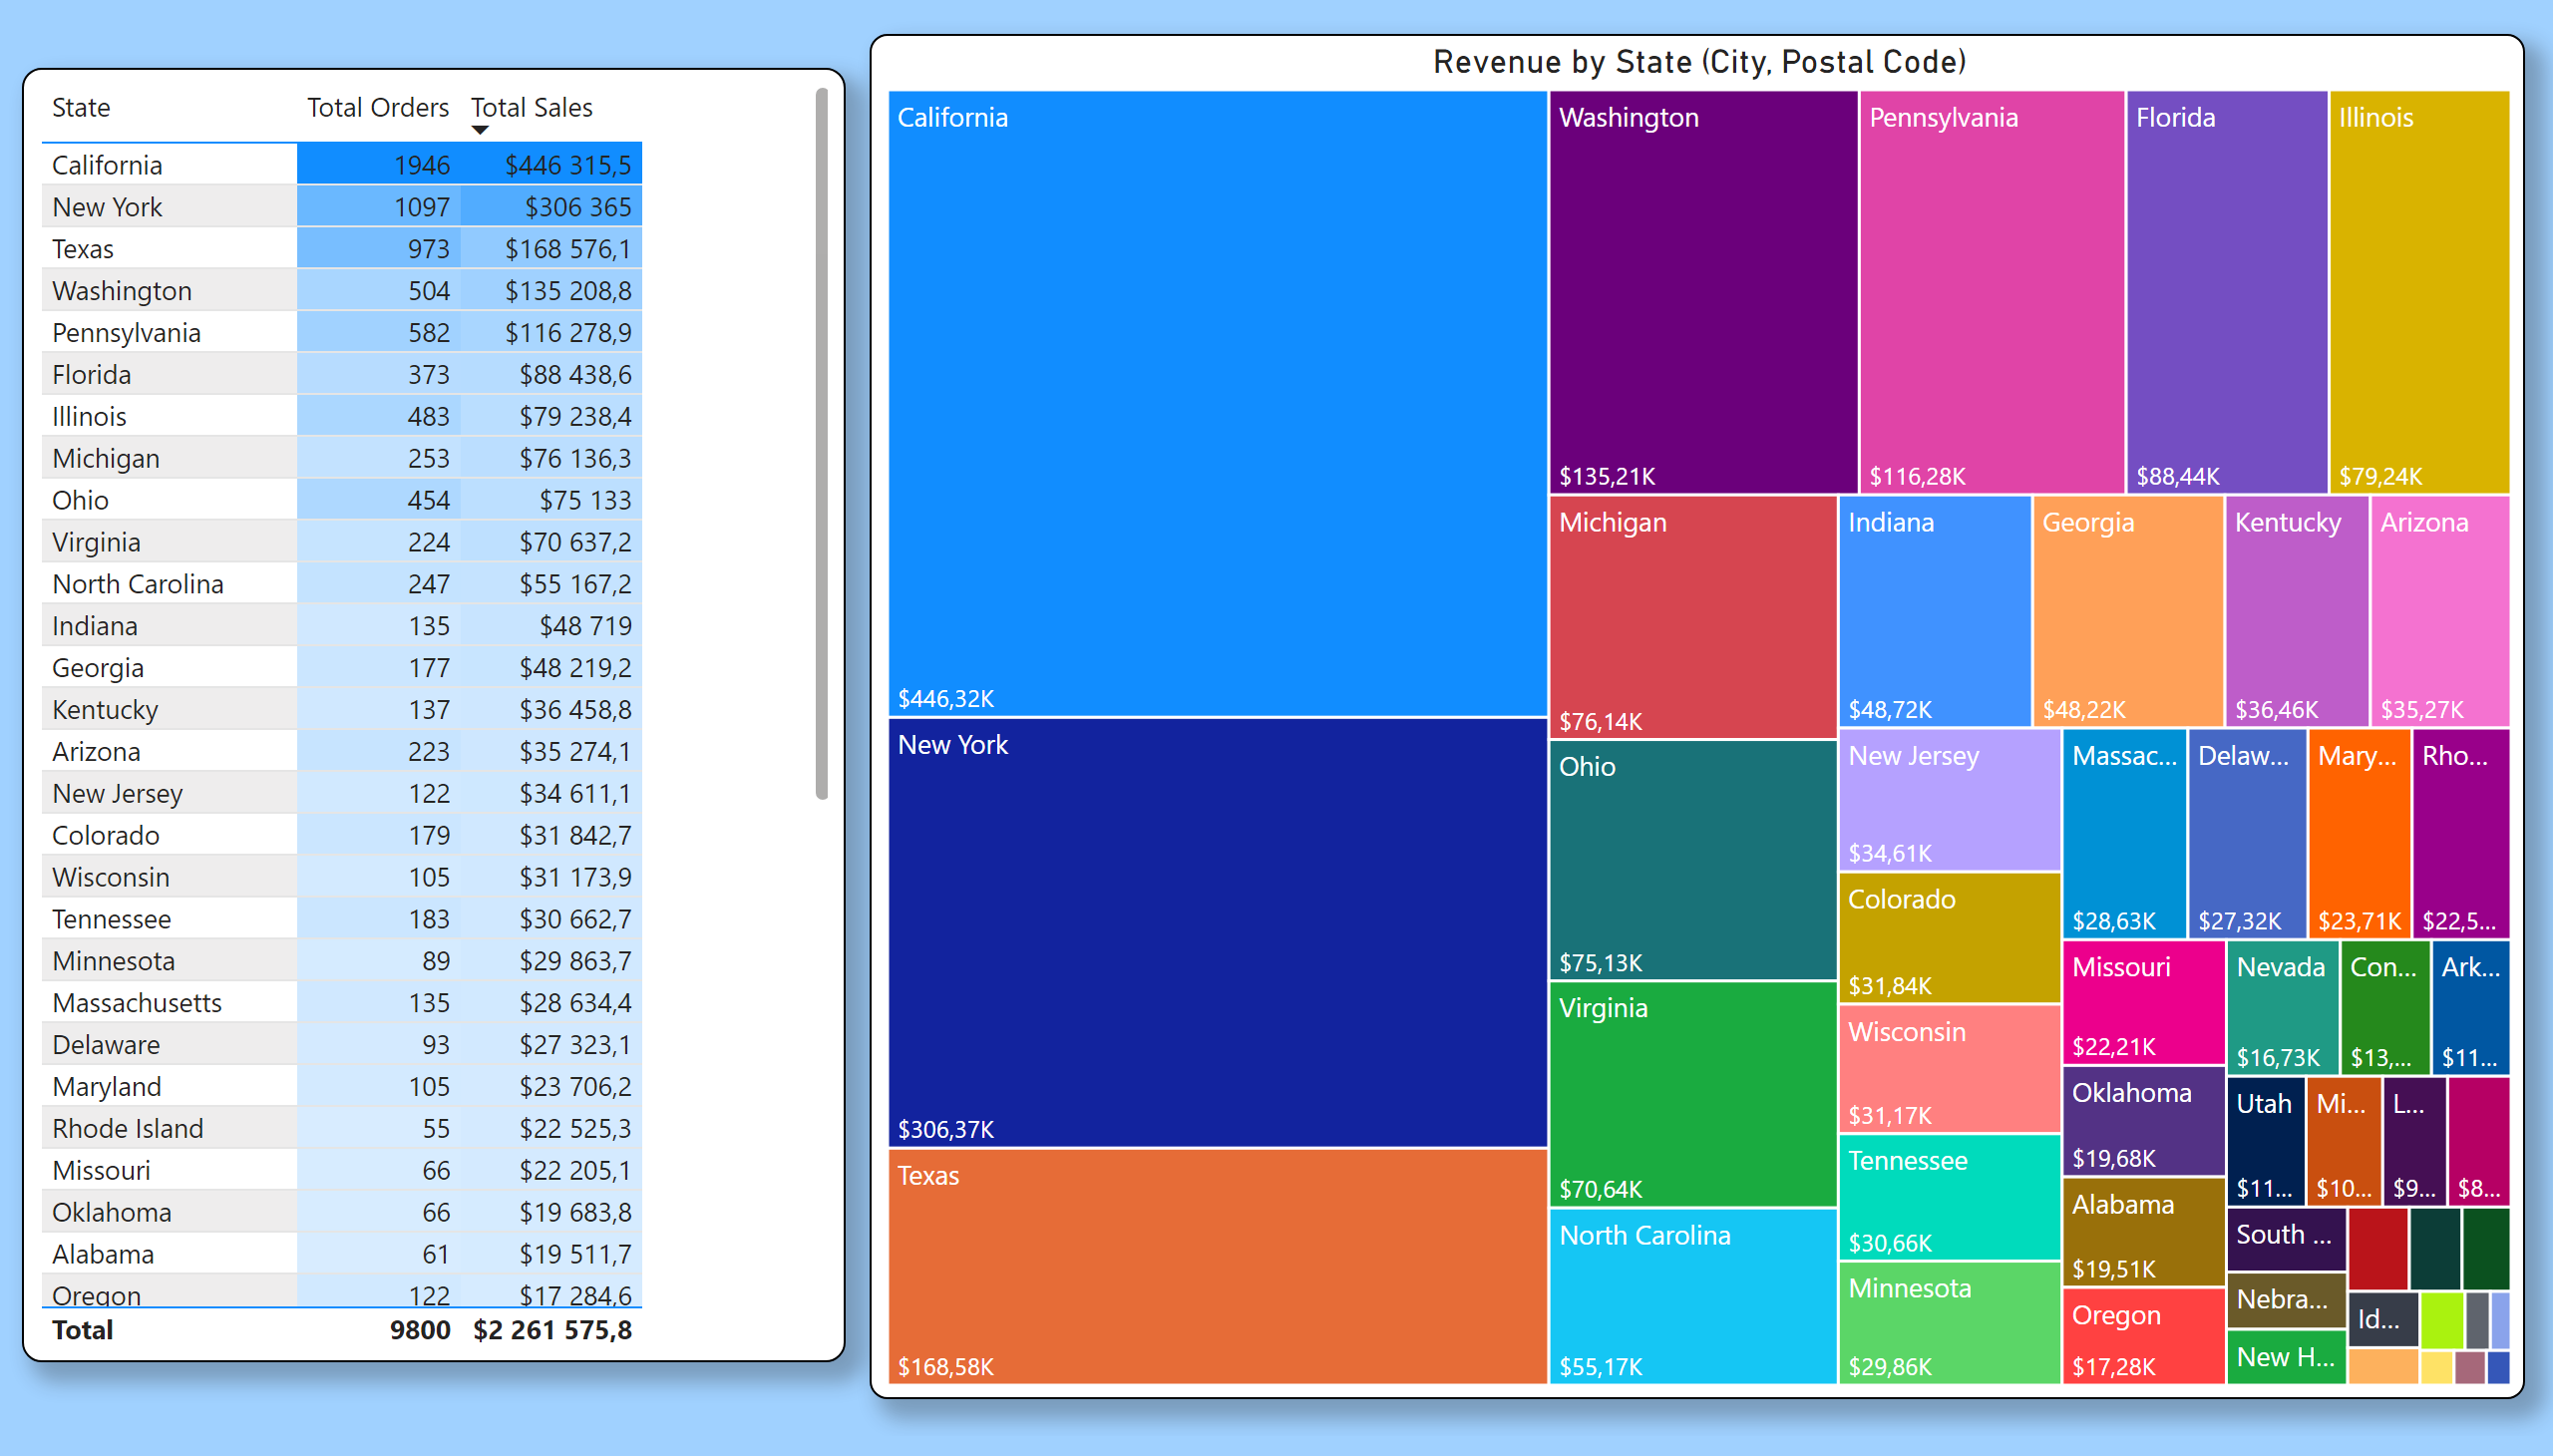 State Total Orders Total Sales
California 1946 $446 315,5
New York 1097 $306 365
Texas 973 $168 576,1
Washington 504 $135 208,8
Pennsylvania 582 $116 278,9
Florida 373 $88 438,6
Illinois 483 $79 238,4
Michigan 253 $76 136,3
Ohio 454 $75 133
Virginia 224 $70 637,2
North Carolina 247 $55 167,2
Indiana 135 $48 719
Georgia 177 $48 219,2
Kentucky 137 $36 458,8
Arizona 223 $35 274,1
New Jersey 122 $34 611,1
Colorado 179 $31 842,7
Wisconsin 105 $31 173,9
Tennessee 183 $30 662,7
Minnesota 89 $29 863,7
Massachusetts 135 $28 634,4
Delaware 93 $27 323,1
Maryland 105 $23 706,2
Rhode Island 55 $22 525,3
Missouri 66 $22 205,1
Oklahoma 66 $19 683,8
Alabama 61 $19 511,7
Oregon 122 $17 284,6
Total 9800 $2 261 575,8
Revenue by State (City, Postal Code)
California
$446,32K
New York
$306,37K
Texas
$168,58K
Washington
$135,21K
Pennsylvania
$116,28K
Florida
$88,44K
Illinois
$79,24K
Michigan
$76,14K
Ohio
$75,13K
Virginia
$70,64K
North Carolina
$55,17K
Indiana
$48,72K
Georgia
$48,22K
Kentucky
$36,46K
Arizona
$35,27K
New Jersey
$34,61K
Colorado
$31,84K
Wisconsin
$31,17K
Tennessee
$30,66K
Minnesota
$29,86K
Massac...
$28,63K
Delaw...
$27,32K
Mary...
$23,71K
Rho...
$22,5...
Missouri
$22,21K
Oklahoma
$19,68K
Alabama
$19,51K
Oregon
$17,28K
Nevada
$16,73K
Con...
$13,...
Ark...
$11...
Utah
$11...
Mi...
$10...
L...
$9...
$8...
South ...
Nebra...
New H...
Id...